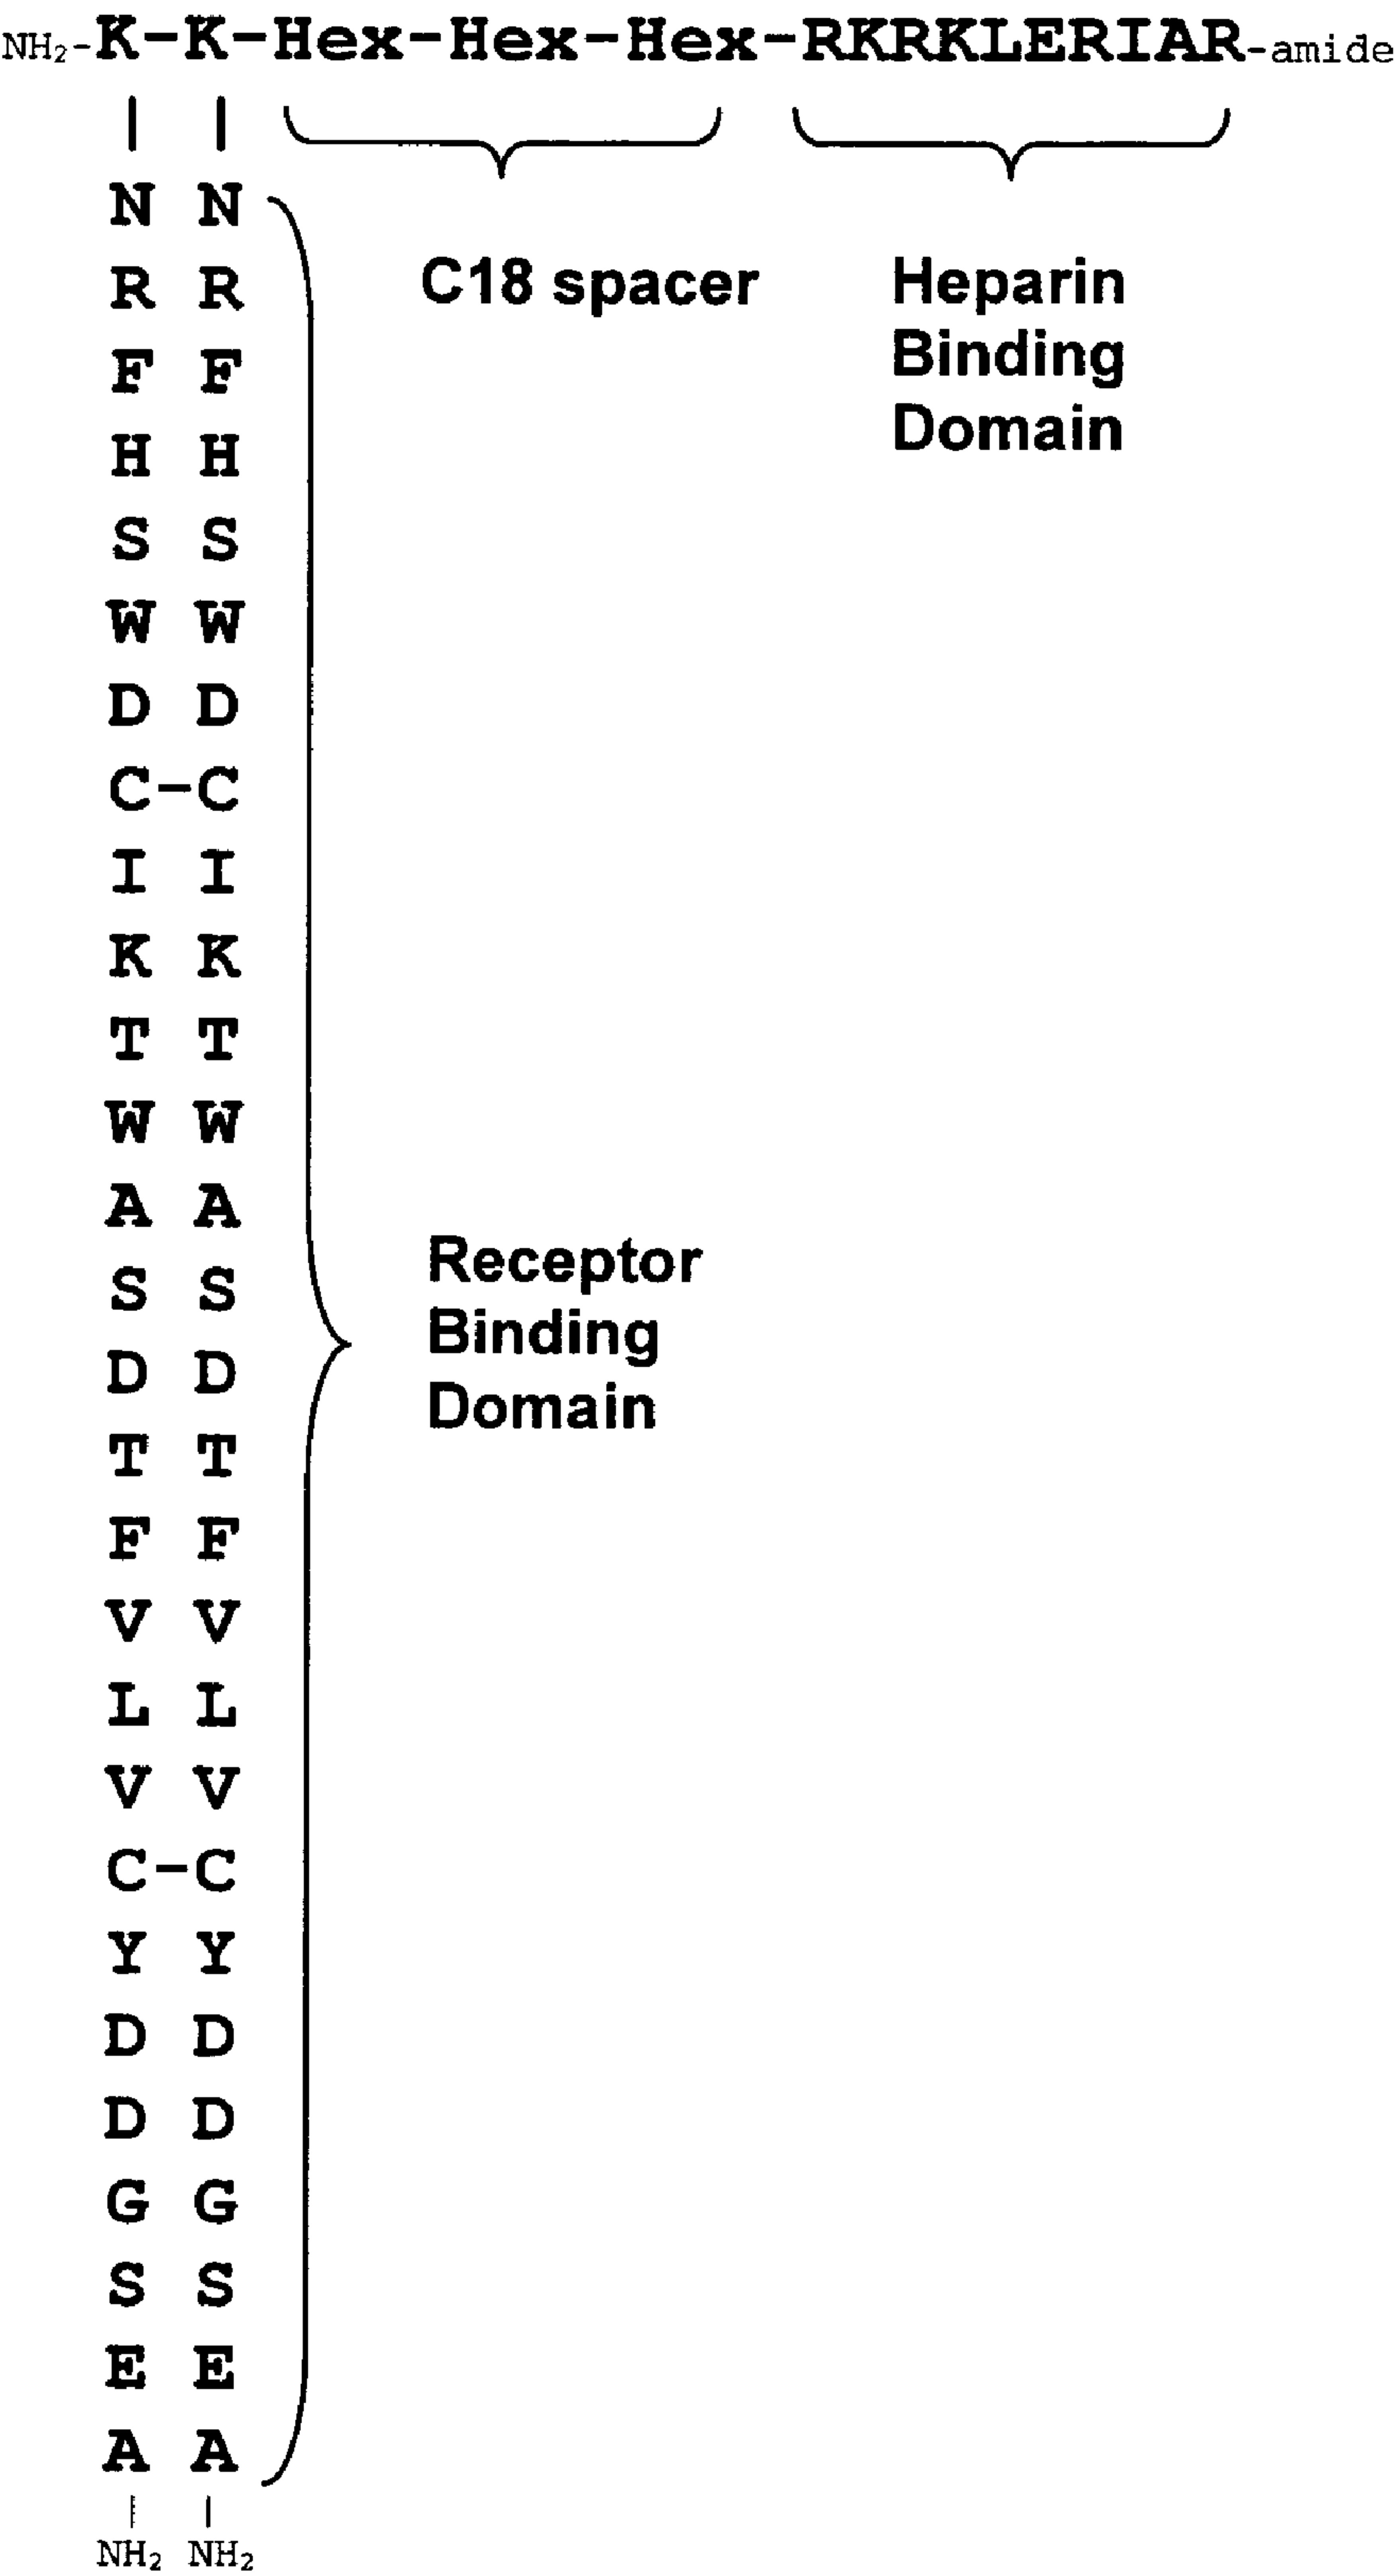 NH₂-K-K-Hex-Hex-Hex-RKRKLERIAR-amide
| |
N N
R R
F F
H H
S S
W W
D D
C-C
I I
K K
T T
W W
A A
S S
D D
T T
F F
V V
L L
V V
C-C
Y Y
D D
D D
G G
S S
E E
A A
| |
NH₂ NH₂
C18 spacer
Heparin
Binding
Domain
Receptor
Binding
Domain